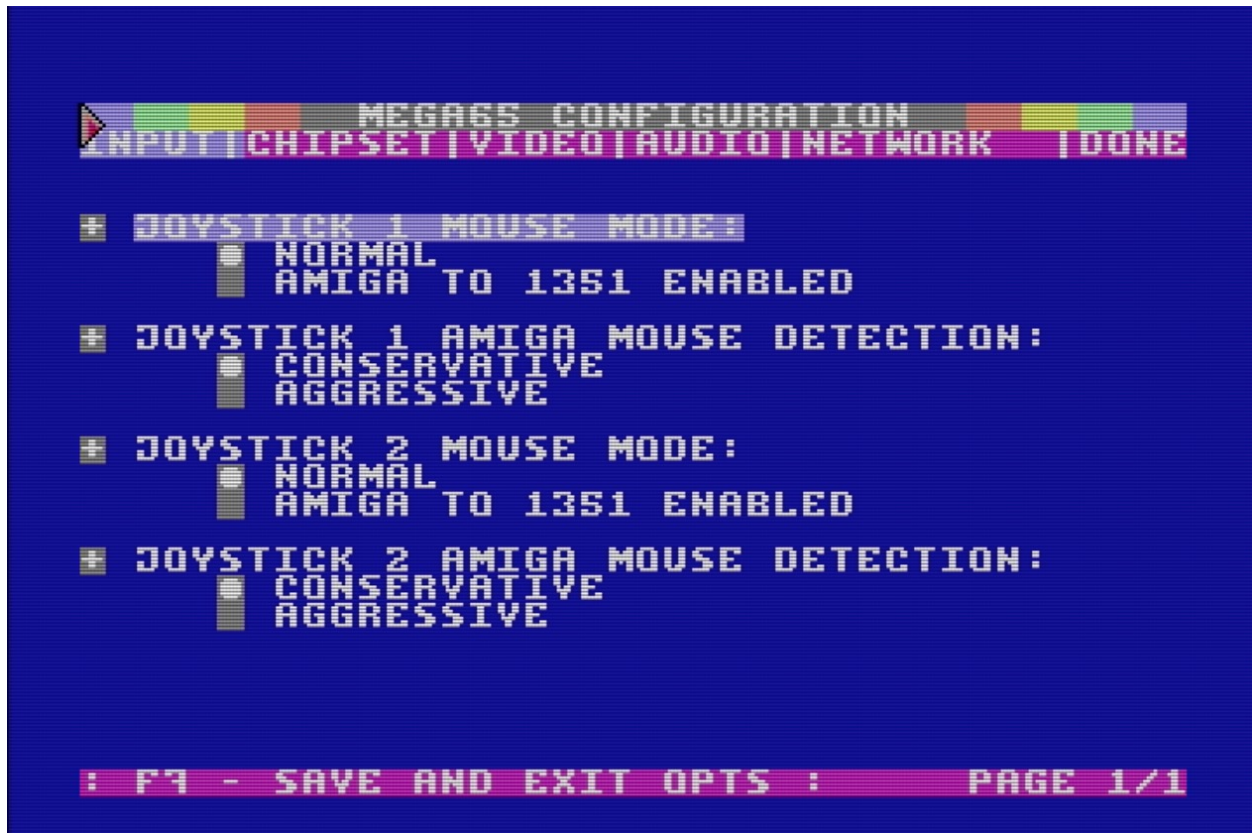 MEGA65 CONFIGURATION
INPUT|CHIPSET|VIDEO|AUDIO|NETWORK |DONE
+ JOYSTICK 1 MOUSE MODE:
NORMAL
AMIGA TO 1351 ENABLED
+ JOYSTICK 1 AMIGA MOUSE DETECTION:
CONSERVATIVE
AGGRESSIVE
+ JOYSTICK 2 MOUSE MODE:
NORMAL
AMIGA TO 1351 ENABLED
+ JOYSTICK 2 AMIGA MOUSE DETECTION:
CONSERVATIVE
AGGRESSIVE
: F7 - SAVE AND EXIT OPTS : PAGE 1/1